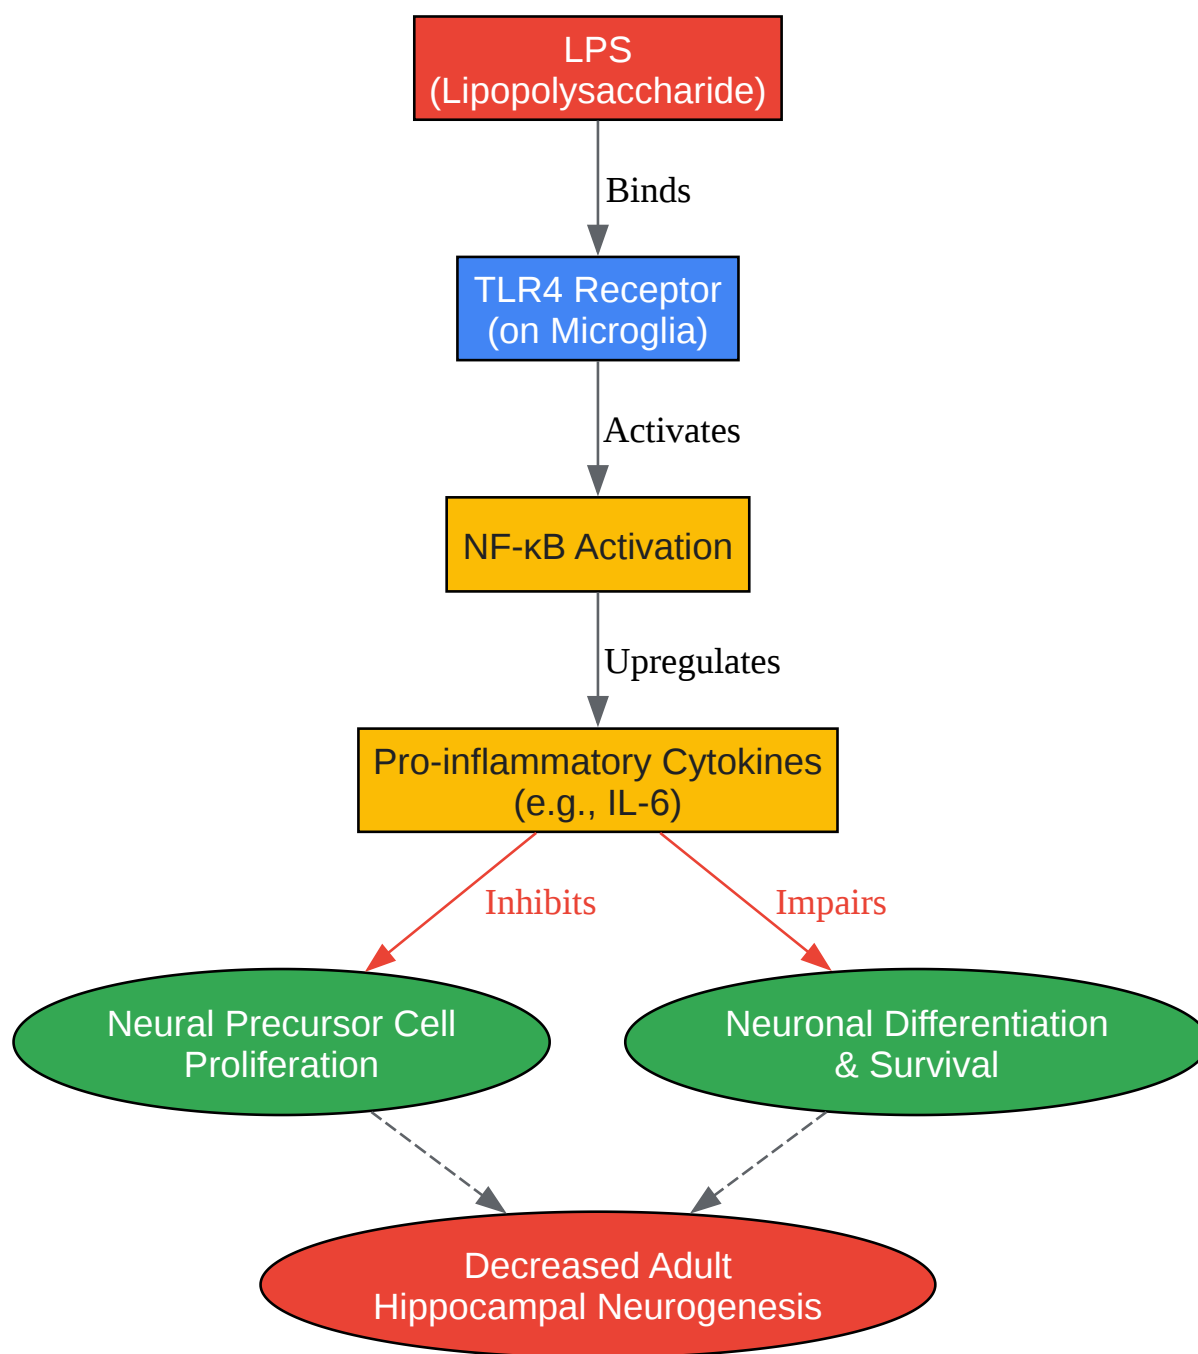 LPS
(Lipopolysaccharide)
Binds
TLR4 Receptor
(on Microglia)
Activates
NF-κB Activation
Upregulates
Pro-inflammatory Cytokines
(e.g., IL-6)
Inhibits
Impairs
Neural Precursor Cell
Proliferation
Neuronal Differentiation
& Survival
Decreased Adult
Hippocampal Neurogenesis